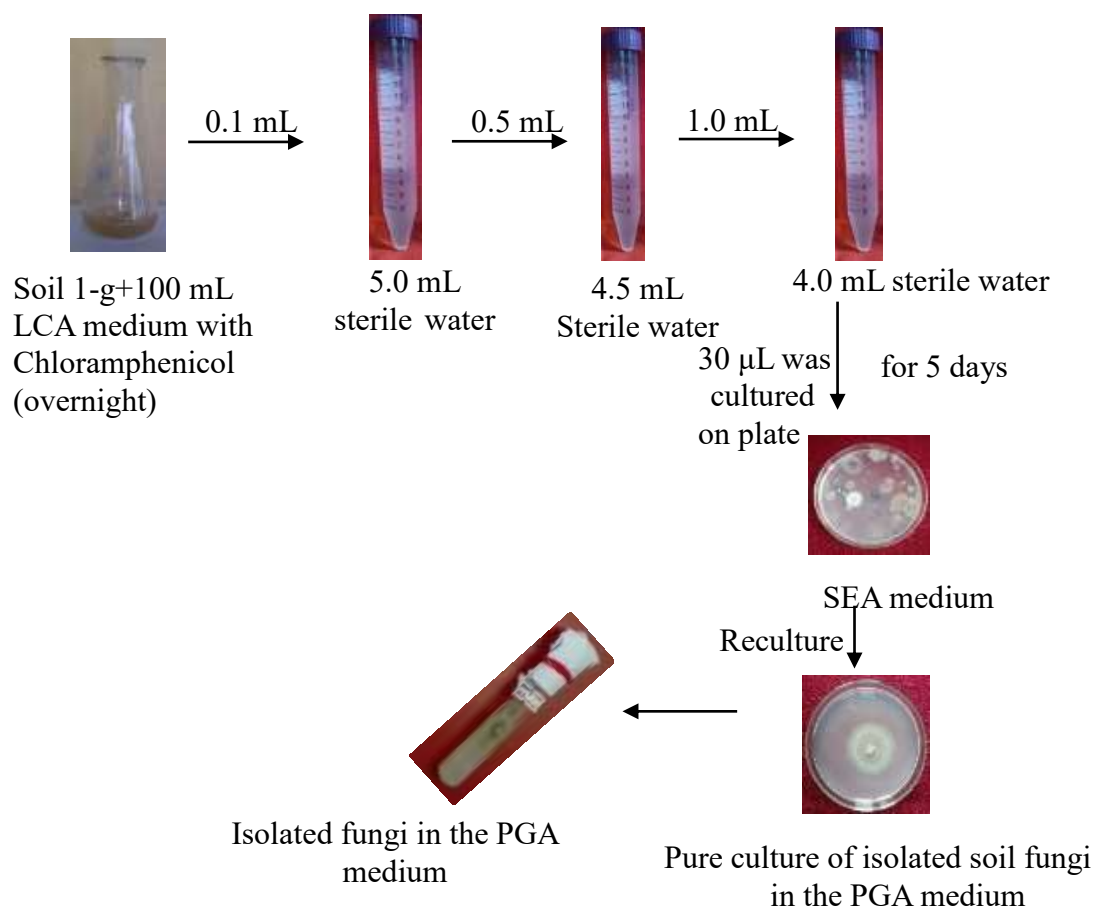 0.1 mL
0.5 mL
1.0 mL
Soil 1-g+100 mL
LCA medium with
Chloramphenicol
(overnight)
5.0 mL
sterile water
4.5 mL
Sterile water
4.0 mL sterile water
30 µL was
cultured
on plate
for 5 days
SEA medium
Reculture
Pure culture of isolated soil fungi
in the PGA medium
Isolated fungi in the PGA
medium